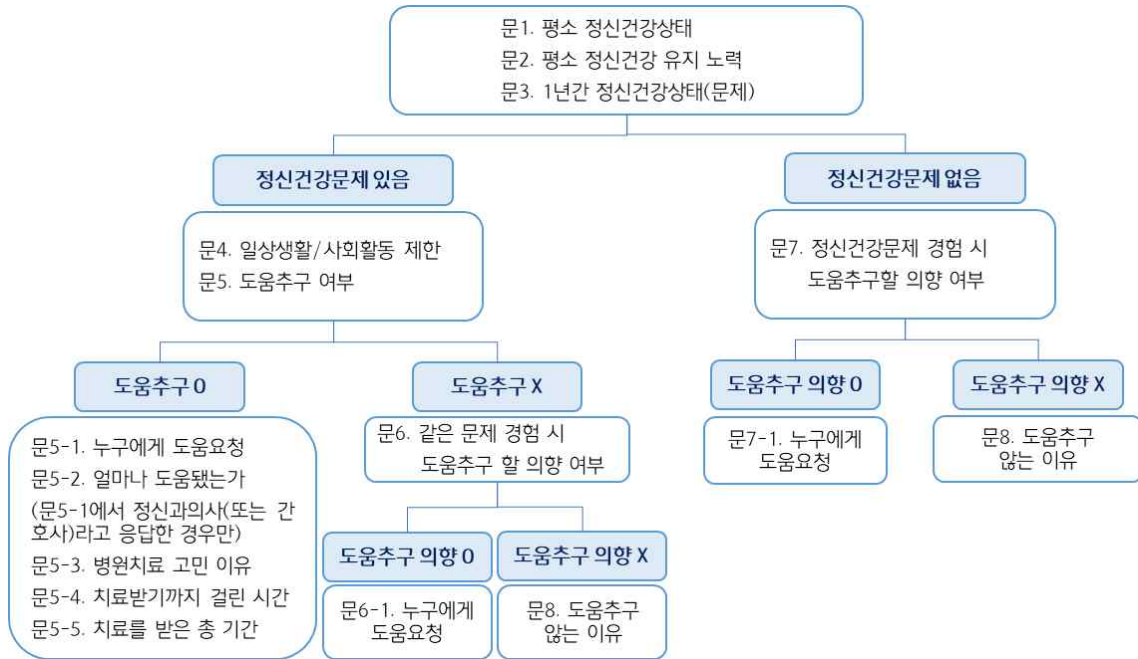 문1. 평소 정신건강상태
문2. 평소 정신건강 유지 노력
문3. 1년간 정신건강상태(문제)
정신건강문제 있음
정신건강문제 없음
문4. 일상생활/사회활동 제한
문5. 도움추구 여부
문7. 정신건강문제 경험 시
도움추구할 의향 여부
도움추구 O
도움추구 X
도움추구 의향 O
도움추구 의향 X
문5-1. 누구에게 도움요청
문5-2. 얼마나 도움됐는가
(문5-1에서 정신과의사(또는 간
호사)라고 응답한 경우만)
문5-3. 병원치료 고민 이유
문5-4. 치료받기까지 걸린 시간
문5-5. 치료를 받은 총 기간
문6. 같은 문제 경험 시
도움추구 할 의향 여부
문7-1. 누구에게
도움요청
문8. 도움추구
않는 이유
도움추구 의향 O
도움추구 의향 X
문6-1. 누구에게
도움요청
문8. 도움추구
않는 이유